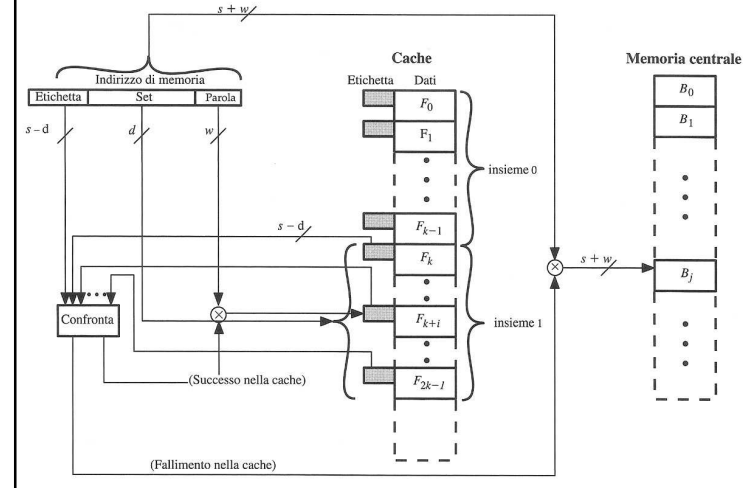 s + w
Cache
Memoria centrale
Indirizzo di memoria
Etichetta Dati
Etichetta Set Parola
F0
B0
F1
B1
s – d
d
w
insieme 0
s – d
Fk–1
Fk
s + w
Bj
Confronta
Fk+i
insieme 1
(Successo nella cache)
F2k–1
(Fallimento nella cache)